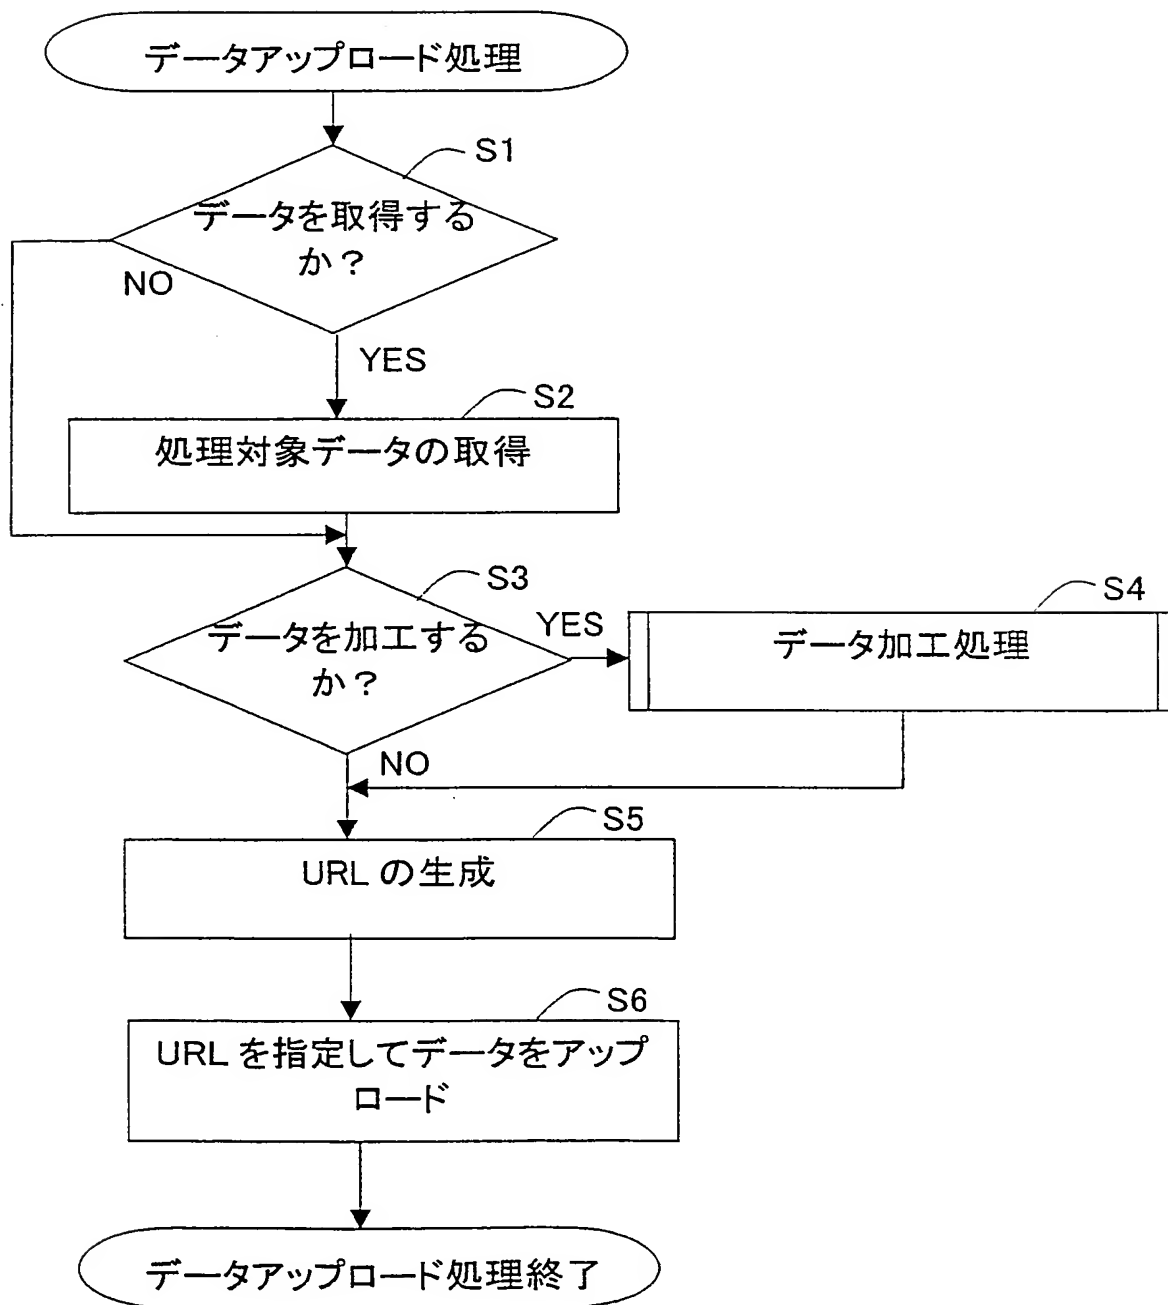 データアップロード処理
S1
データを取得する
か？
NO
YES
S2
処理対象データの取得
S3
データを加工する
か？
YES
S4
データ加工処理
NO
S5
URL の生成
S6
URL を指定してデータをアップ
ロード
データアップロード処理終了